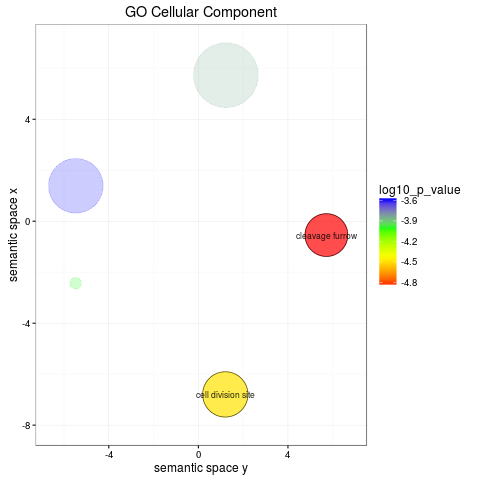 GO Cellular Component
semantic space x
4
0
-4
-8
cleavage furrow
cell division site
-4
0
4
semantic space y
log10_p_value
-3.6
-3.9
-4.2
-4.5
-4.8